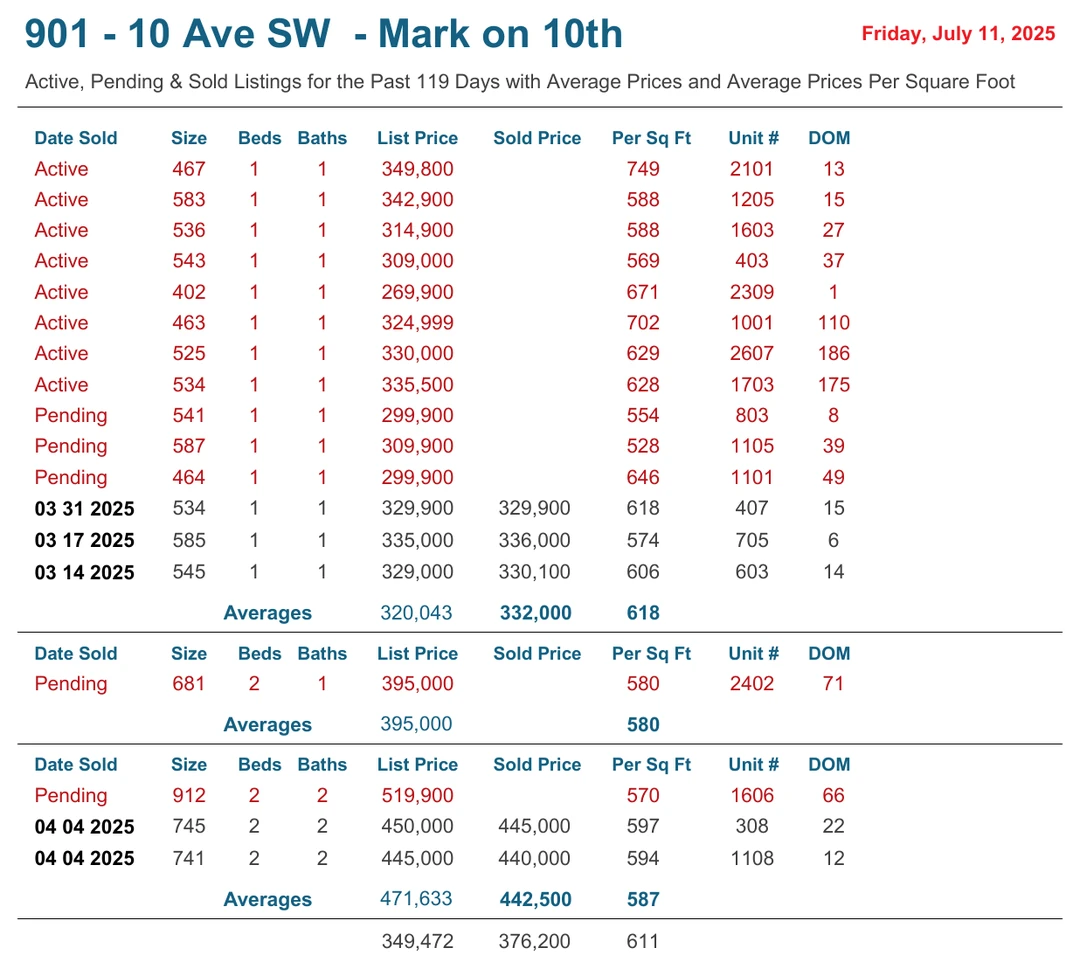 901 - 10 Ave SW - Mark on 10th
Friday, July 11, 2025
Active, Pending & Sold Listings for the Past 119 Days with Average Prices and Average Prices Per Square Foot
Date Sold Size Beds Baths List Price Sold Price Per Sq Ft Unit # DOM
Active 467 1 1 349,800 749 2101 13
Active 583 1 1 342,900 588 1205 15
Active 536 1 1 314,900 588 1603 27
Active 543 1 1 309,000 569 403 37
Active 402 1 1 269,900 671 2309 1
Active 463 1 1 324,999 702 1001 110
Active 525 1 1 330,000 629 2607 186
Active 534 1 1 335,500 628 1703 175
Pending 541 1 1 299,900 554 803 8
Pending 587 1 1 309,900 528 1105 39
Pending 464 1 1 299,900 646 1101 49
03 31 2025 534 1 1 329,900 329,900 618 407 15
03 17 2025 585 1 1 335,000 336,000 574 705 6
03 14 2025 545 1 1 329,000 330,100 606 603 14
Averages 320,043 332,000 618
Date Sold Size Beds Baths List Price Sold Price Per Sq Ft Unit # DOM
Pending 681 2 1 395,000 580 2402 71
Averages 395,000 580
Date Sold Size Beds Baths List Price Sold Price Per Sq Ft Unit # DOM
Pending 912 2 2 519,900 570 1606 66
04 04 2025 745 2 2 450,000 445,000 597 308 22
04 04 2025 741 2 2 445,000 440,000 594 1108 12
Averages 471,633 442,500 587
349,472 376,200 611